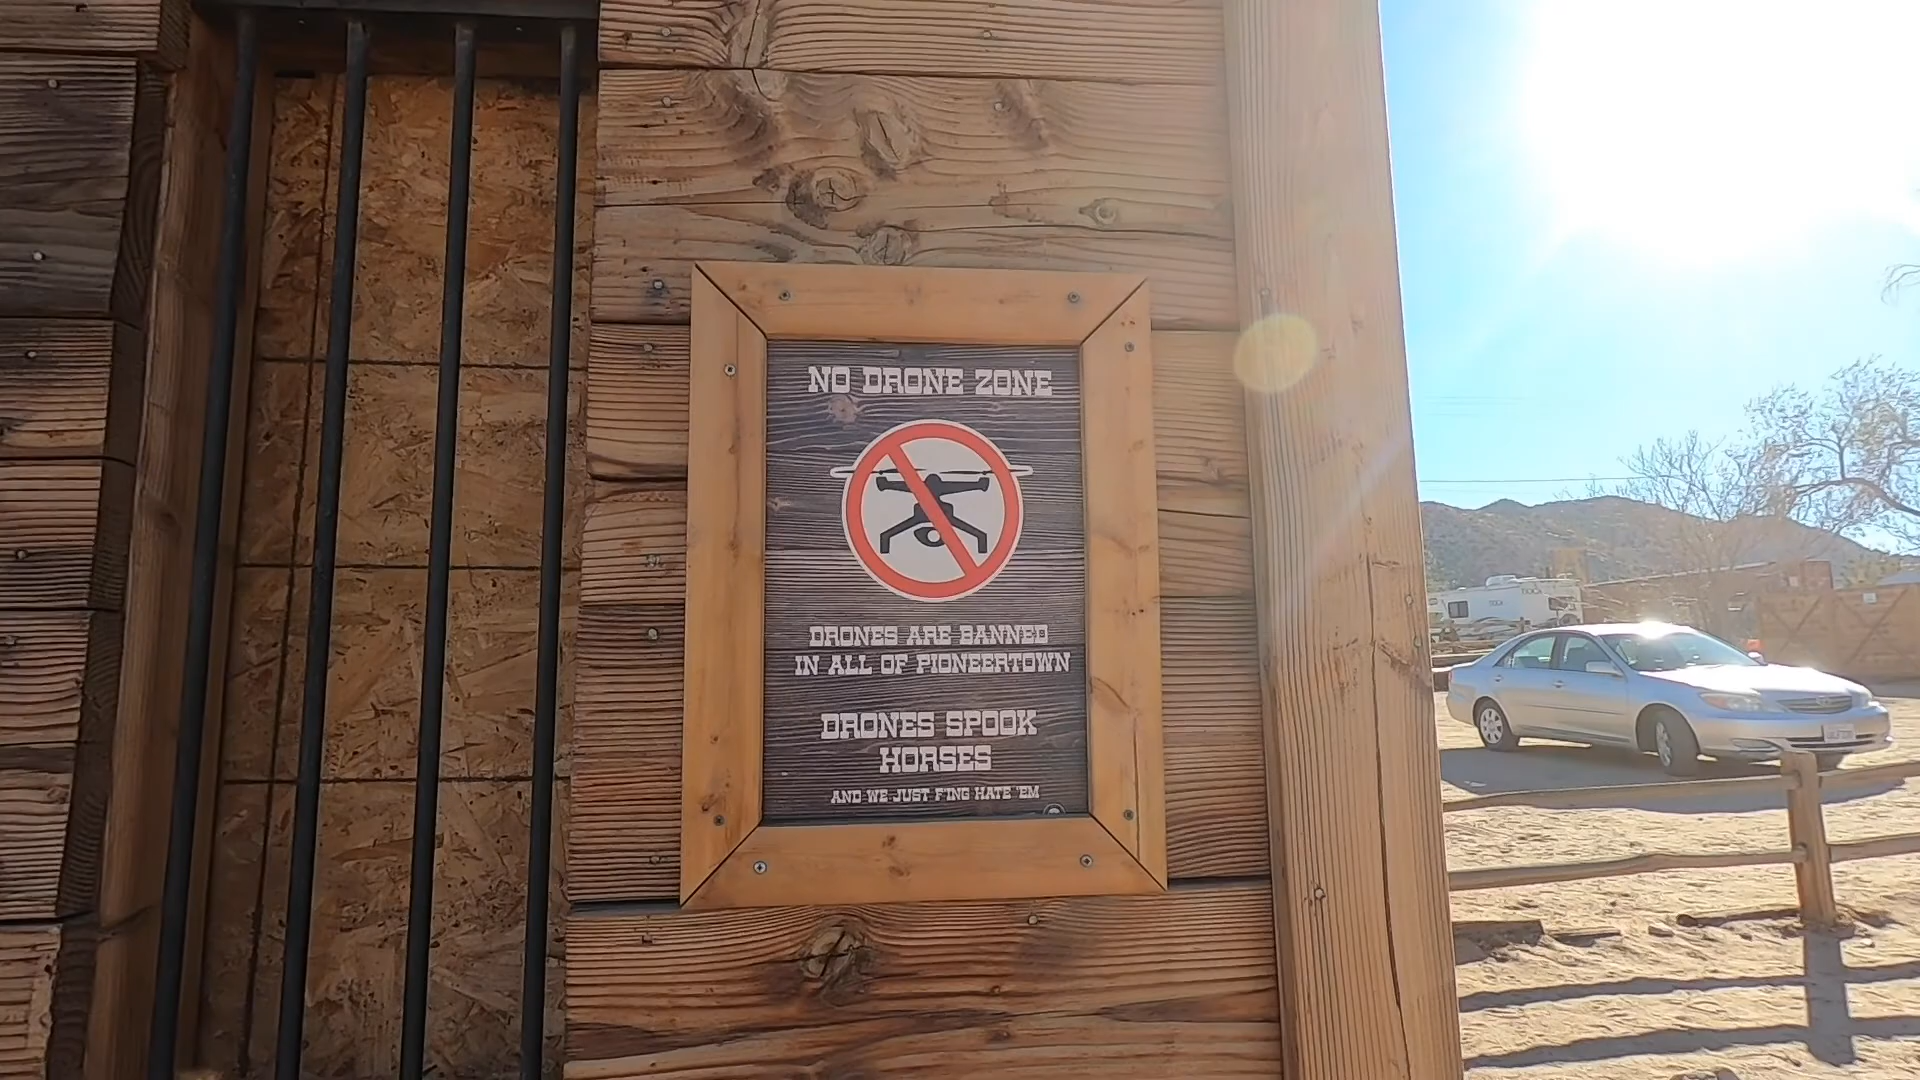 NO DRONE ZONE
DRONES ARE BANNED
IN ALL OF PIONEERTOWN
DRONES SPOOK
HORSES
AND WE JUST F'ING HATE 'EM